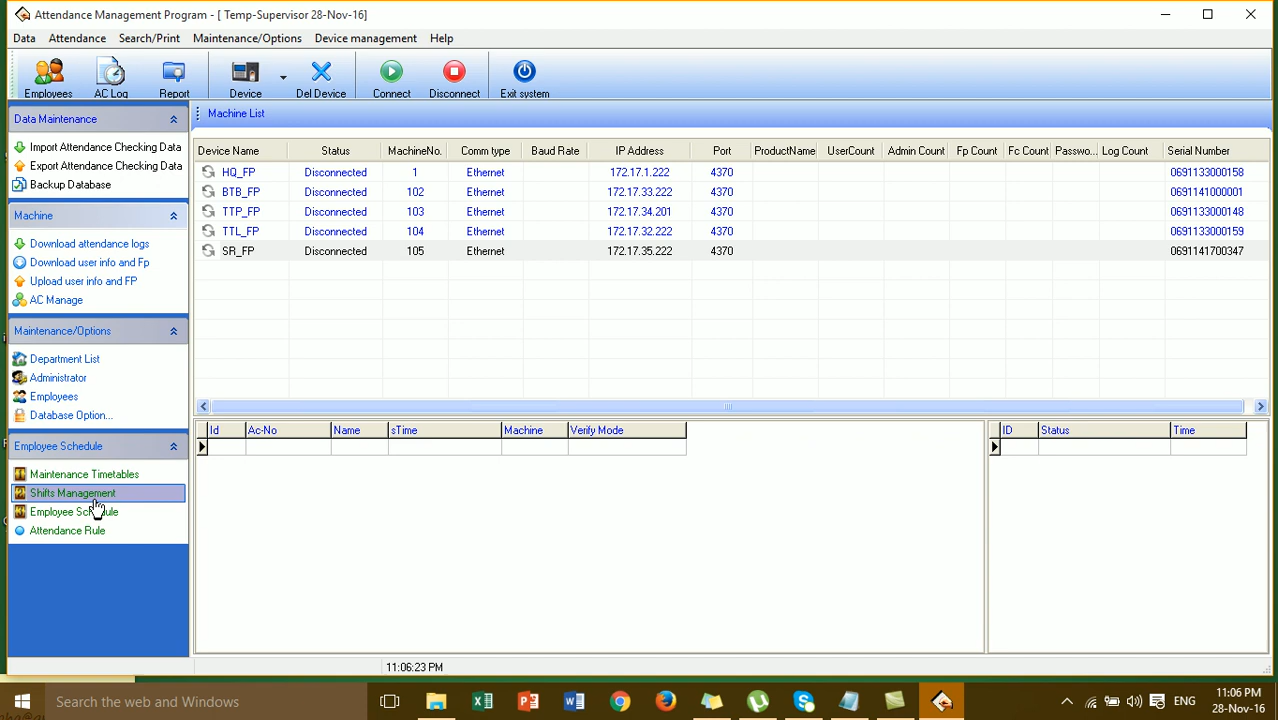 Attendance Management Program - [ Temp-Supervisor 28-Nov-16]
Data Attendance Search/Print Maintenance/Options Device management Help
Employees AC Log Report Device Del Device Connect Disconnect Exit system
Data Maintenance
Import Attendance Checking Data
Export Attendance Checking Data
Backup Database
Machine
Download attendance logs
Download user info and Fp
Upload user info and FP
AC Manage
Maintenance/Options
Department List
Administrator
Employees
Database Option...
Employee Schedule
Maintenance Timetables
Shifts Management
Employee Schedule
Attendance Rule
Machine List
Device Name Status MachineNo. Comm type Baud Rate IP Address Port ProductName UserCount Admin Count Fp Count Fc Count Passwo... Log Count Serial Number
HQ_FP Disconnected 1 Ethernet 172.17.1.222 4370 0691133000158
BTB_FP Disconnected 102 Ethernet 172.17.33.222 4370 0691141000001
TTP_FP Disconnected 103 Ethernet 172.17.34.201 4370 0691133000148
TTL_FP Disconnected 104 Ethernet 172.17.32.222 4370 0691133000159
SR_FP Disconnected 105 Ethernet 172.17.35.222 4370 0691141700347
Id Ac-No Name sTime Machine Verify Mode
ID Status Time
11:06:23 PM
Search the web and Windows
ENG
11:06 PM
28-Nov-16